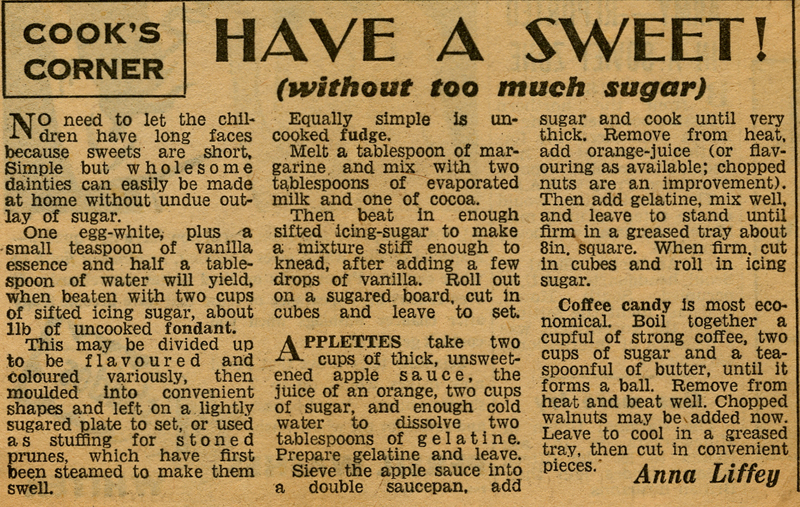 COOK'S
CORNER
HAVE A SWEET!
(without too much sugar)
NO need to let the chil-
dren have long faces
because sweets are short.
Simple but wholesome
dainties can easily be made
at home without undue out-
lay of sugar.
One egg-white, plus a
small teaspoon of vanilla
essence and half a table-
spoon of water will yield,
when beaten with two cups
of sifted icing sugar, about
1lb of uncooked fondant.
This may be divided up
to be flavoured and
coloured variously, then
moulded into convenient
shapes and left on a lightly
sugared plate to set, or used
as stuffing for stoned
prunes, which have first
been steamed to make them
swell.
Equally simple is un-
cooked fudge.
Melt a tablespoon of mar-
garine and mix with two
tablespoons of evaporated
milk and one of cocoa.
Then beat in enough
sifted icing-sugar to make
a mixture stiff enough to
knead, after adding a few
drops of vanilla. Roll out
on a sugared board, cut in
cubes and leave to set.
APPLETTES take two
cups of thick, unsweet-
ened apple sauce, the
juice of an orange, two cups
of sugar, and enough cold
water to dissolve two
tablespoons of gelatine.
Prepare gelatine and leave.
Sieve the apple sauce into
a double saucepan, add
sugar and cook until very
thick. Remove from heat,
add orange-juice (or flav-
ouring as available; chopped
nuts are an improvement).
Then add gelatine, mix well,
and leave to stand until
firm in a greased tray about
8in. square. When firm, cut
in cubes and roll in icing
sugar.
Coffee candy is most eco-
nomical. Boil together a
cupful of strong coffee, two
cups of sugar and a tea-
spoonful of butter, until it
forms a ball. Remove from
heat and beat well. Chopped
walnuts may be added now.
Leave to cool in a greased
tray, then cut in convenient
pieces.
Anna Liffey